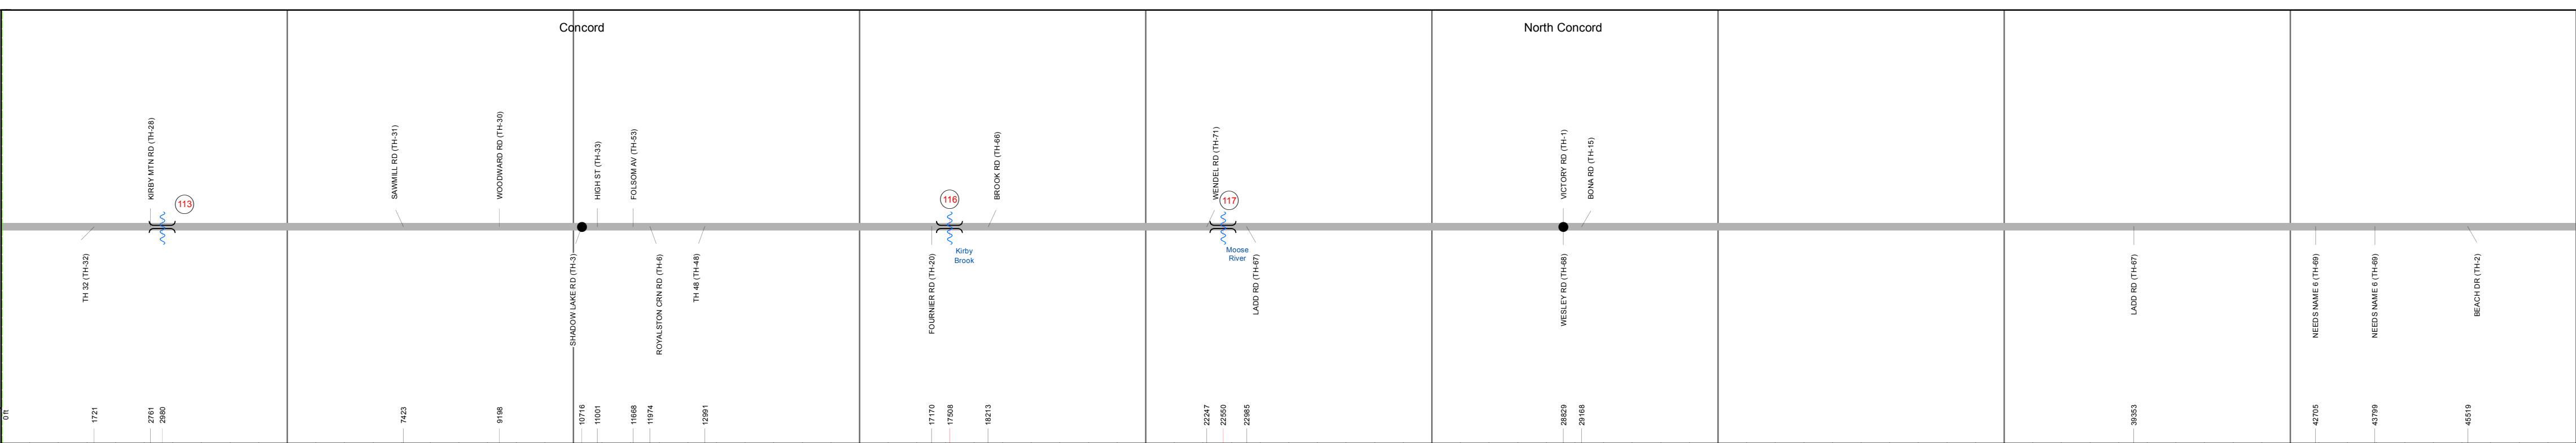 Concord
North Concord
KIRBY MTN RD (TH-28)
SAWMILL RD (TH-31)
WOODWARD RD (TH-30)
HIGH ST (TH-33)
FOLSOM AV (TH-53)
BROOK RD (TH-66)
WENDEL RD (TH-71)
VICTORY RD (TH-1)
BONA RD (TH-15)
113
116
117
Kirby
Brook
Moose
River
TH 32 (TH-32)
SHADOW LAKE RD (TH-3)
ROYALSTON CRN RD (TH-6)
TH 48 (TH-48)
FOURNIER RD (TH-20)
LADD RD (TH-67)
WESLEY RD (TH-68)
LADD RD (TH-67)
NEEDS NAME 6 (TH-69)
NEEDS NAME 6 (TH-69)
BEACH DR (TH-2)
0 ft
1721
2761
2980
7423
9198
10716
11001
11668
11974
12991
17170
17508
18213
22247
22550
22985
28829
29168
39353
42705
43799
45519